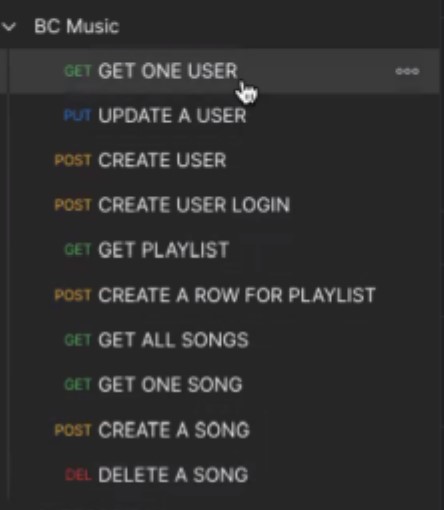 BC Music
GET GET ONE USER
PUT UPDATE A USER
POST CREATE USER
POST CREATE USER LOGIN
GET GET PLAYLIST
POST CREATE A ROW FOR PLAYLIST
GET GET ALL SONGS
GET GET ONE SONG
POST CREATE A SONG
DEL DELETE A SONG